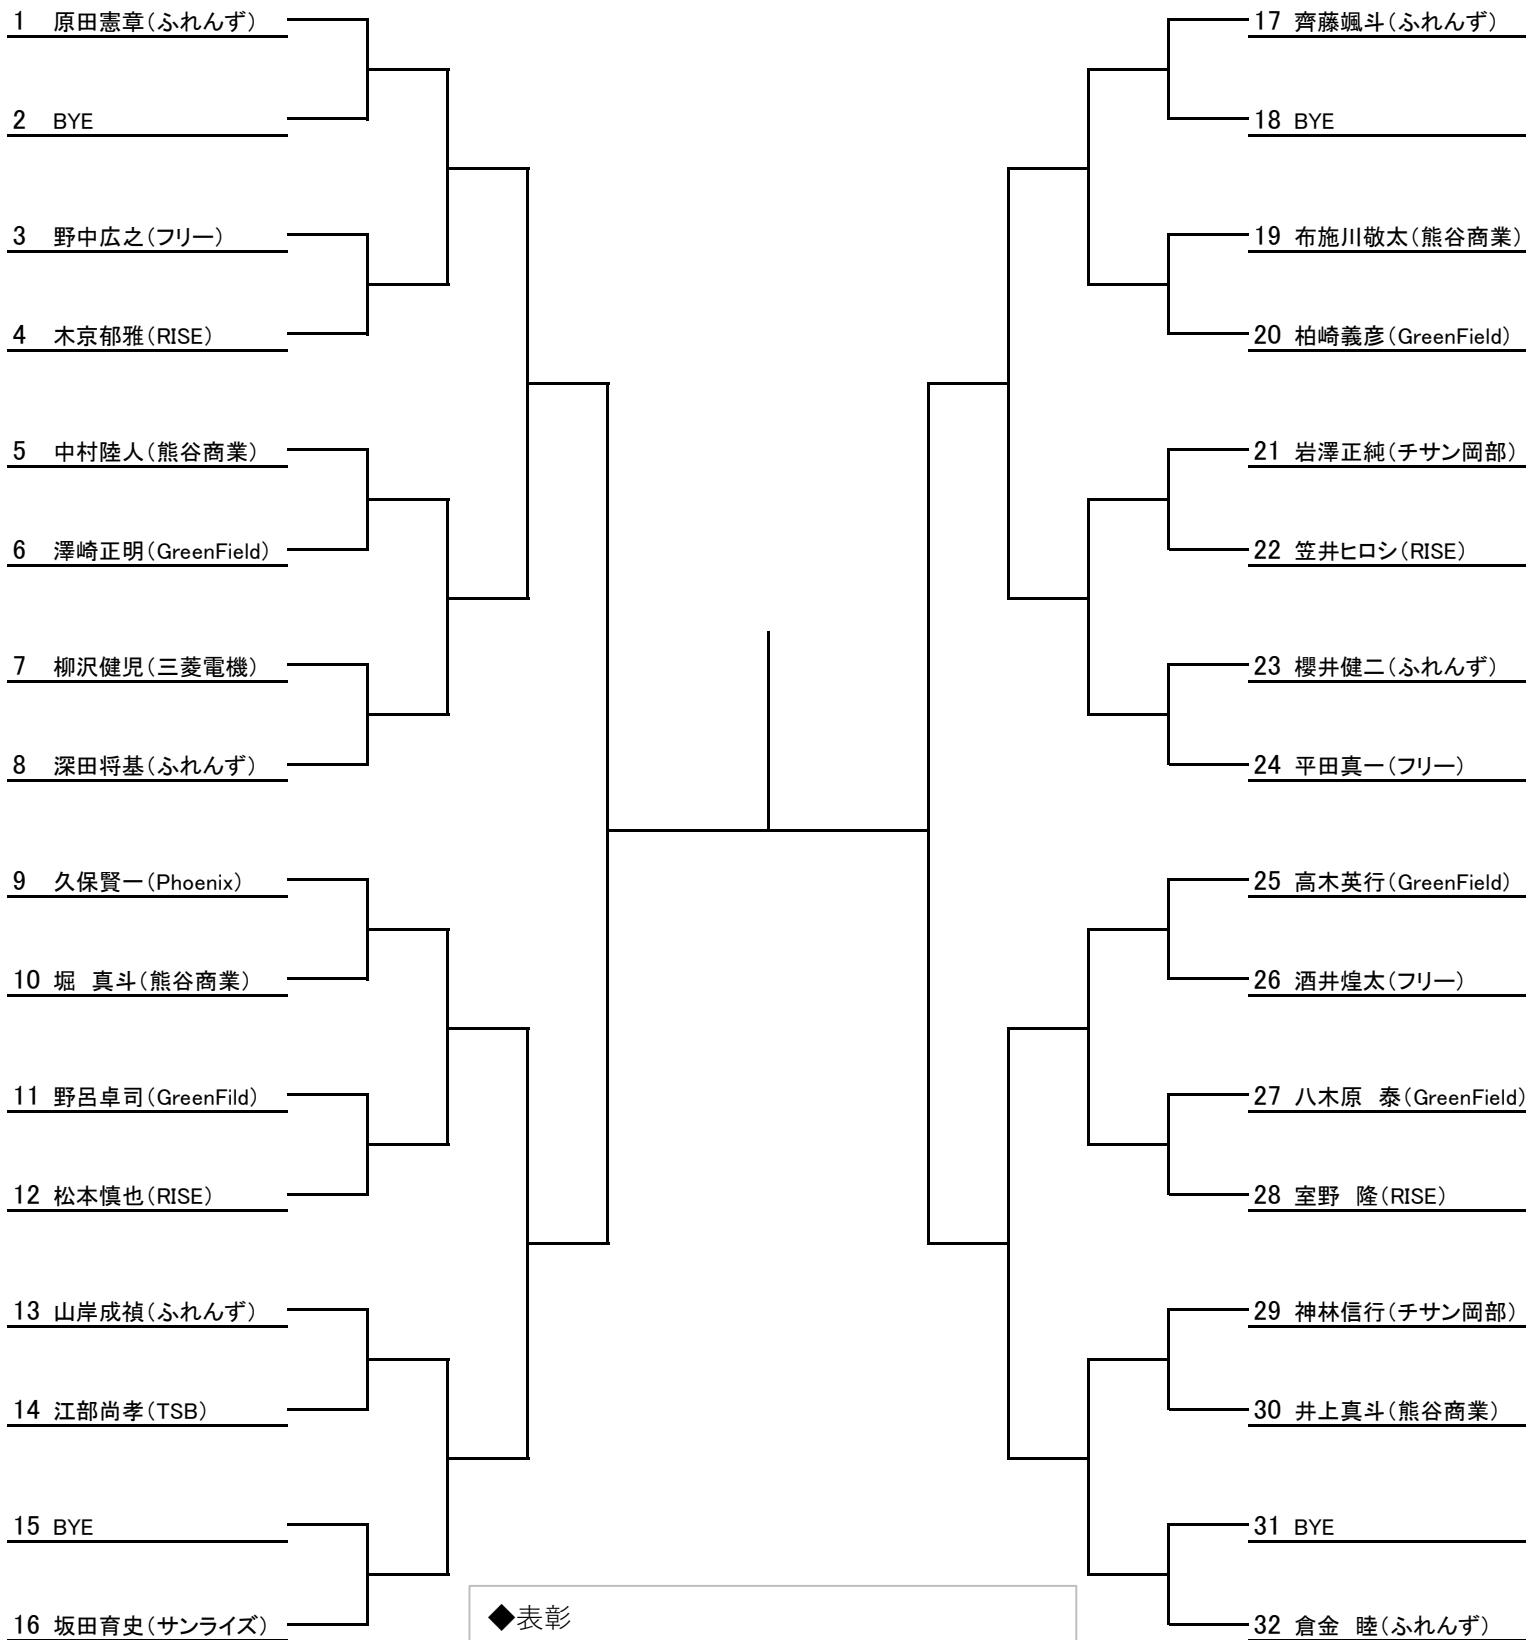 1 原田憲章(ふれんず)
2 BYE
3 野中広之(フリー)
4 木京郁雅(RISE)
5 中村陸人(熊谷商業)
6 澤崎正明(GreenField)
7 柳沢健児(三菱電機)
8 深田将基(ふれんず)
9 久保賢一(Phoenix)
10 堀 真斗(熊谷商業)
11 野呂卓司(GreenFild)
12 松本慎也(RISE)
13 山岸成禎(ふれんず)
14 江部尚孝(TSB)
15 BYE
16 坂田育史(サンライズ)
17 齊藤颯斗(ふれんず)
18 BYE
19 布施川敬太(熊谷商業)
20 柏崎義彦(GreenField)
21 岩澤正純(チサン岡部)
22 笠井ヒロシ(RISE)
23 櫻井健二(ふれんず)
24 平田真一(フリー)
25 高木英行(GreenField)
26 酒井煌太(フリー)
27 八木原 泰(GreenField)
28 室野 隆(RISE)
29 神林信行(チサン岡部)
30 井上真斗(熊谷商業)
31 BYE
32 倉金 睦(ふれんず)
◆表彰